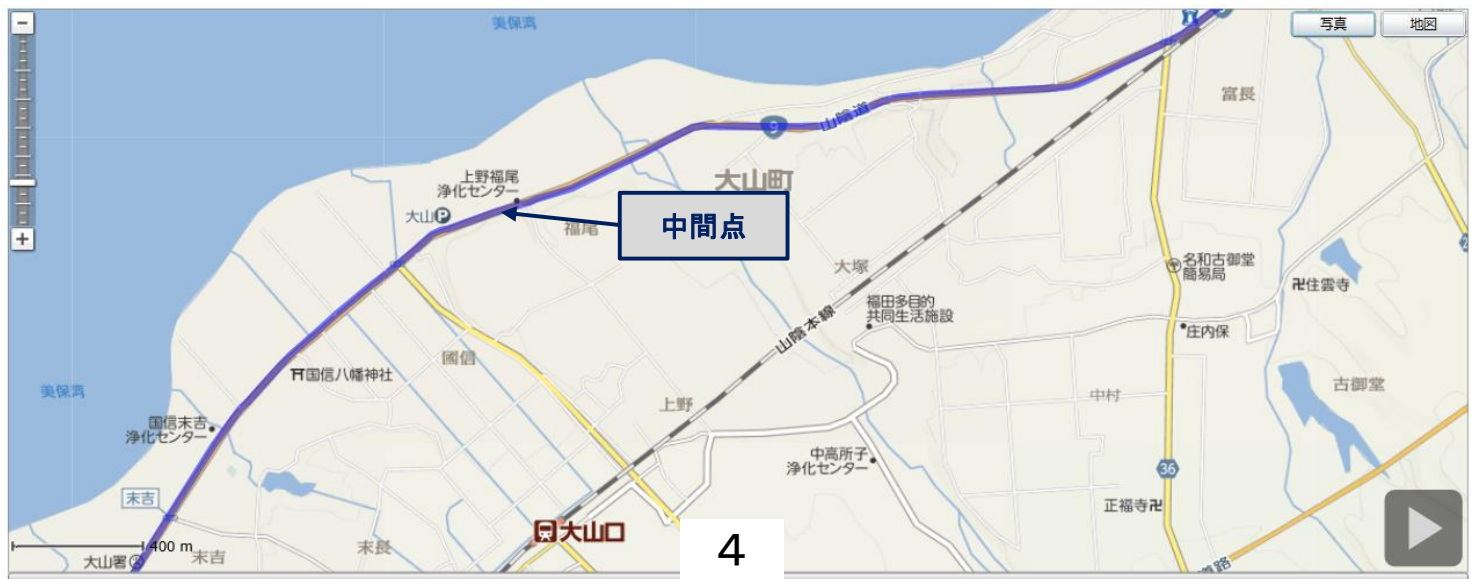 美保湾
写真
地図
富長
山陰道
9
大山町
上野福尾
浄化センター
大山P
中間点
福尾
大塚
名和古御堂
簡易局
卍住雲寺
福田多目的
共同生活施設
山陰本線
庄内保
國信
国信八幡神社
美保湾
古御堂
中村
上野
国信末吉
浄化センター
中高所子
浄化センター
36
末吉
正福寺卍
大山口
400 m
末長
末吉
大山署
4
道路